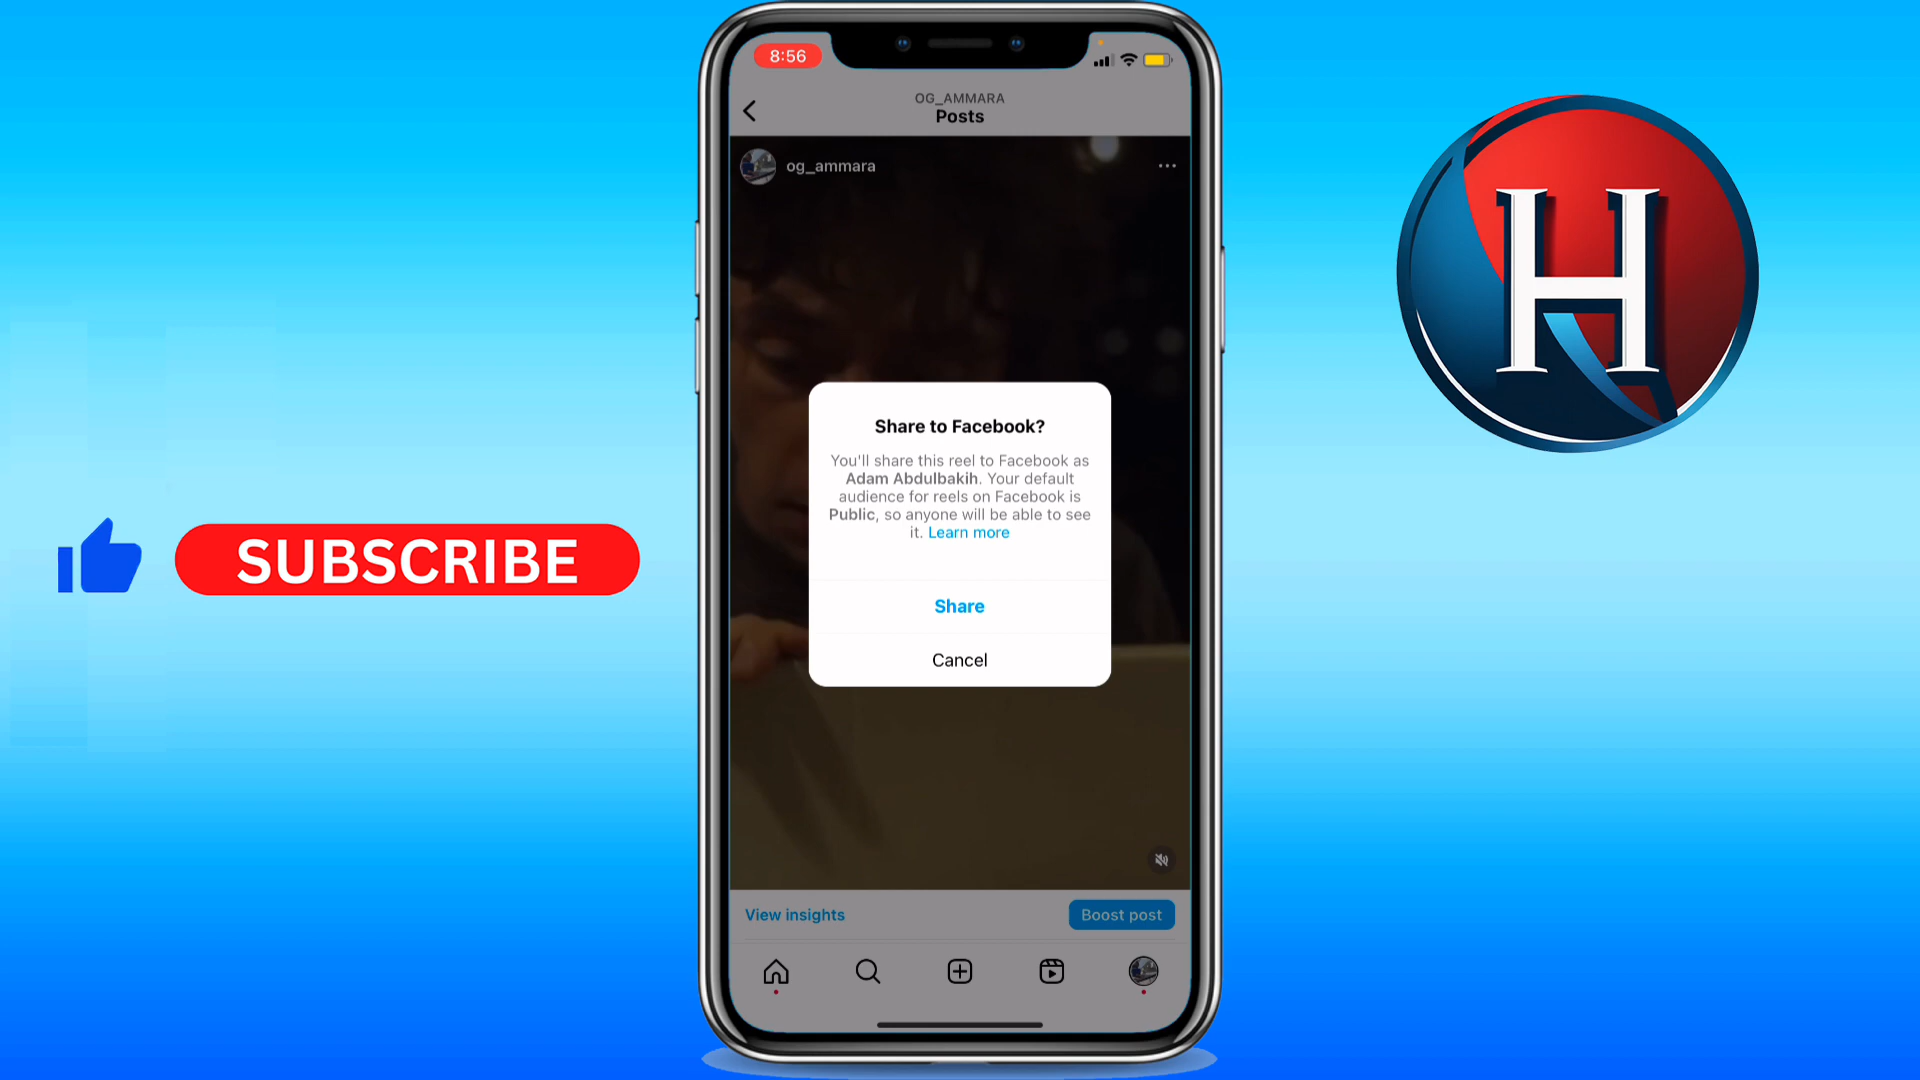 8:56
OG_AMMARA
Posts
og_ammara
Share to Facebook?
You'll share this reel to Facebook as
Adam Abdulbakih. Your default
audience for reels on Facebook is
Public, so anyone will be able to see
it. Learn more
Share
Cancel
View insights
Boost post
SUBSCRIBE
H